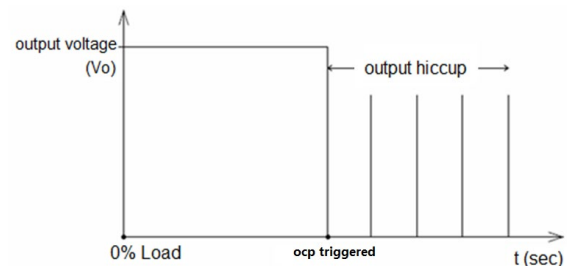 output voltage
(Vo)
output hiccup
0% Load
ocp triggered
t (sec)